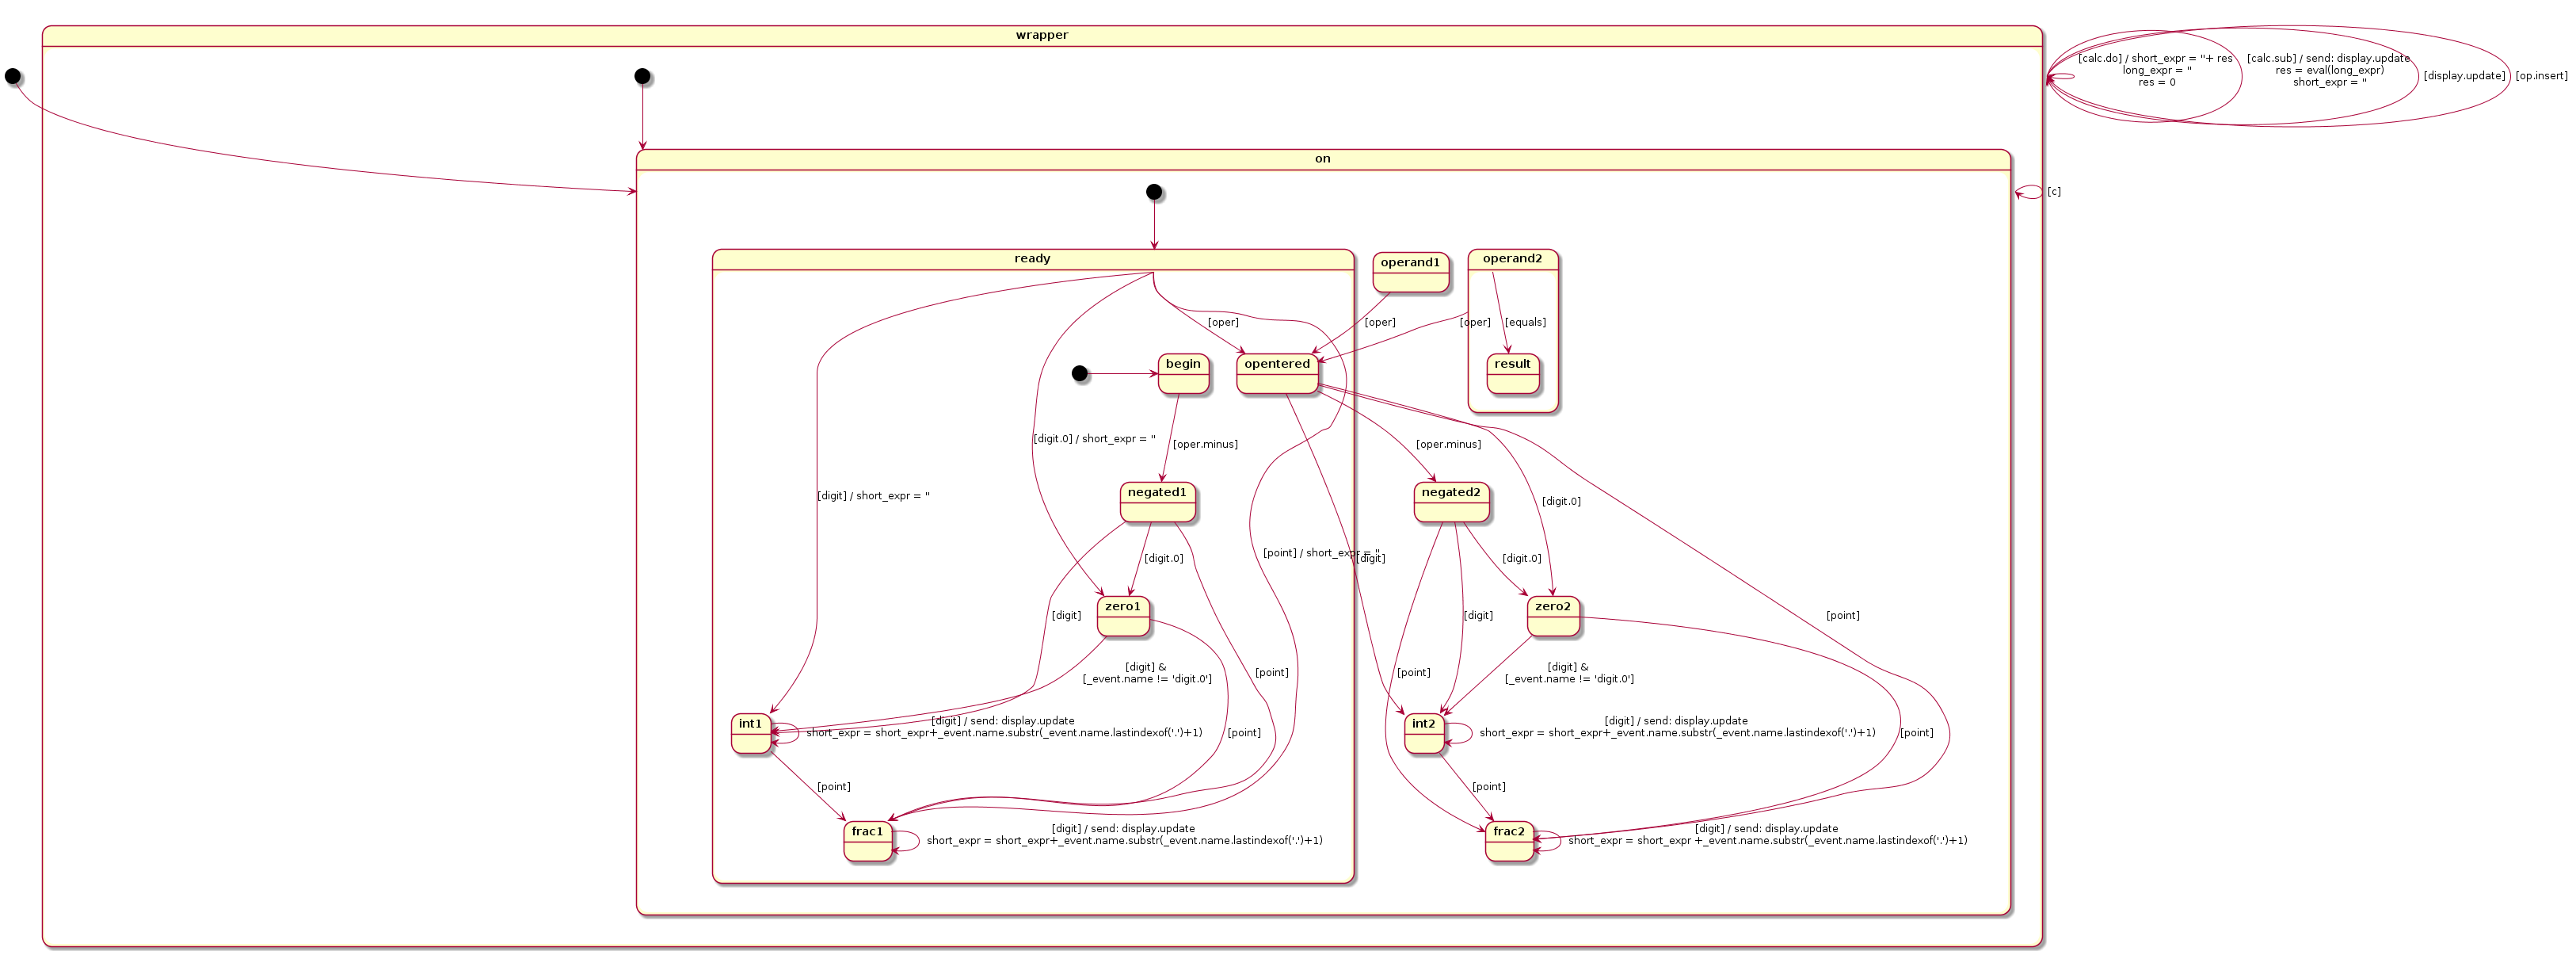 wrapper
[calc.do] / short_expr = ''+ res
long_expr = ''
res = 0
[calc.sub] / send: display.update
res = eval(long_expr)
short_expr = ''
[display.update]
[op.insert]
on
[c]
ready
operand1
operand2
[oper]
[oper]
[oper]
[equals]
begin
opentered
result
[digit.0] / short_expr = ''
[oper.minus]
[oper.minus]
[digit] / short_expr = ''
negated1
negated2
[digit.0]
[point] / short_expr = ''
[digit]
[digit.0]
[digit.0]
zero1
zero2
[digit]
[digit]
[point]
[digit] &
[_event.name != 'digit.0']
[point]
[point]
[digit] &
[_event.name != 'digit.0']
int1
[digit] / send: display.update
short_expr = short_expr+_event.name.substr(_event.name.lastindexof('.')+1)
[point]
int2
[digit] / send: display.update
short_expr = short_expr+_event.name.substr(_event.name.lastindexof('.')+1)
[point]
[point]
[point]
frac1
[digit] / send: display.update
short_expr = short_expr+_event.name.substr(_event.name.lastindexof('.')+1)
frac2
[digit] / send: display.update
short_expr = short_expr +_event.name.substr(_event.name.lastindexof('.')+1)